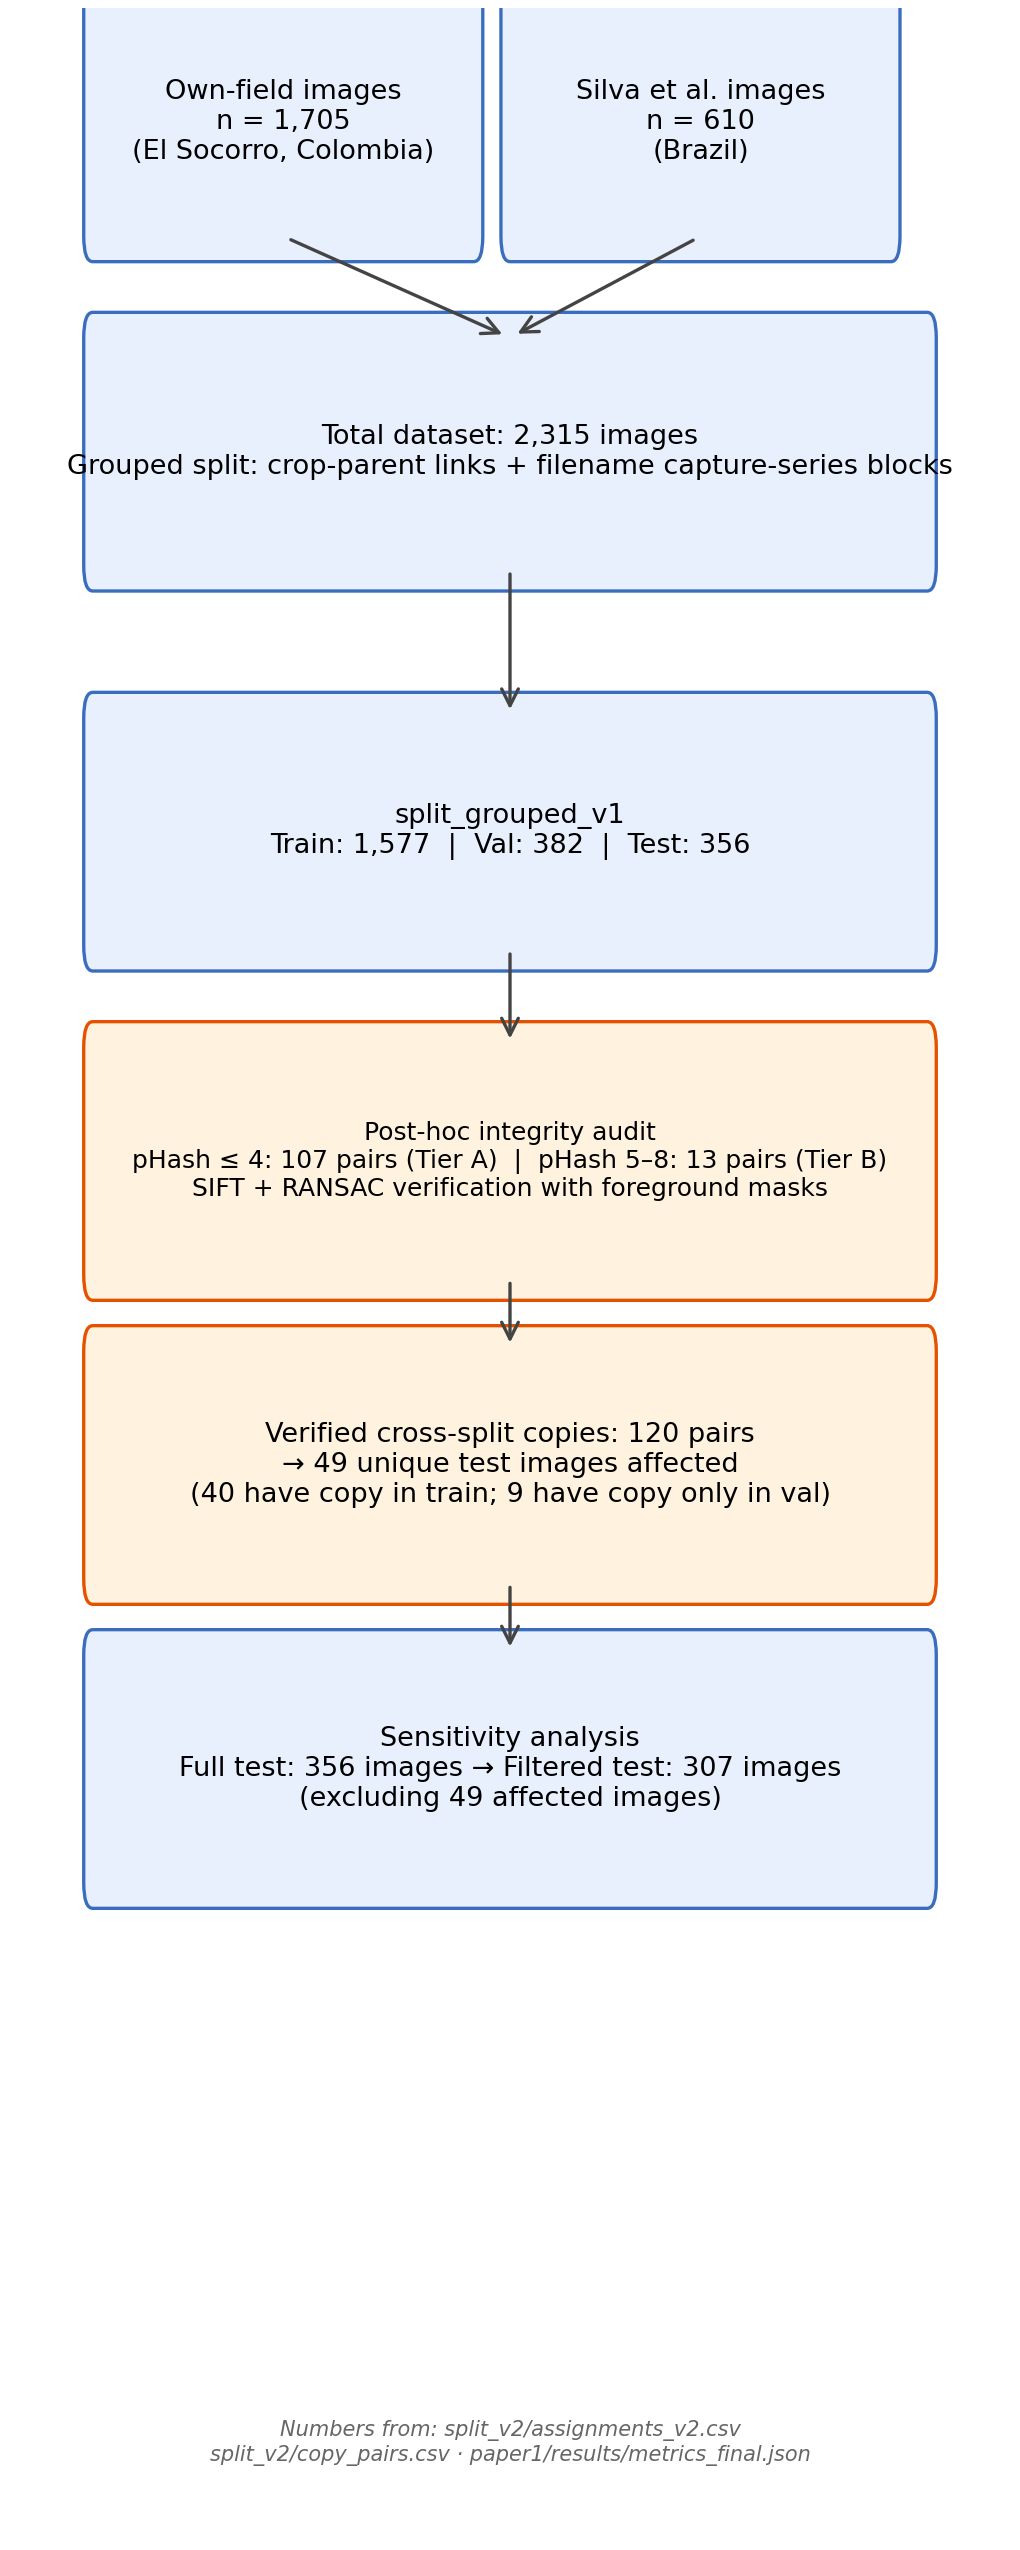 Own-field images
n = 1,705
(El Socorro, Colombia)
Silva et al. images
n = 610
(Brazil)
Total dataset: 2,315 images
Grouped split: crop-parent links + filename capture-series blocks
split_grouped_v1
Train: 1,577 | Val: 382 | Test: 356
Post-hoc integrity audit
pHash ≤ 4: 107 pairs (Tier A) | pHash 5–8: 13 pairs (Tier B)
SIFT + RANSAC verification with foreground masks
Verified cross-split copies: 120 pairs
→ 49 unique test images affected
(40 have copy in train; 9 have copy only in val)
Sensitivity analysis
Full test: 356 images → Filtered test: 307 images
(excluding 49 affected images)
Numbers from: split_v2/assignments_v2.csv
split_v2/copy_pairs.csv · paper1/results/metrics_final.json